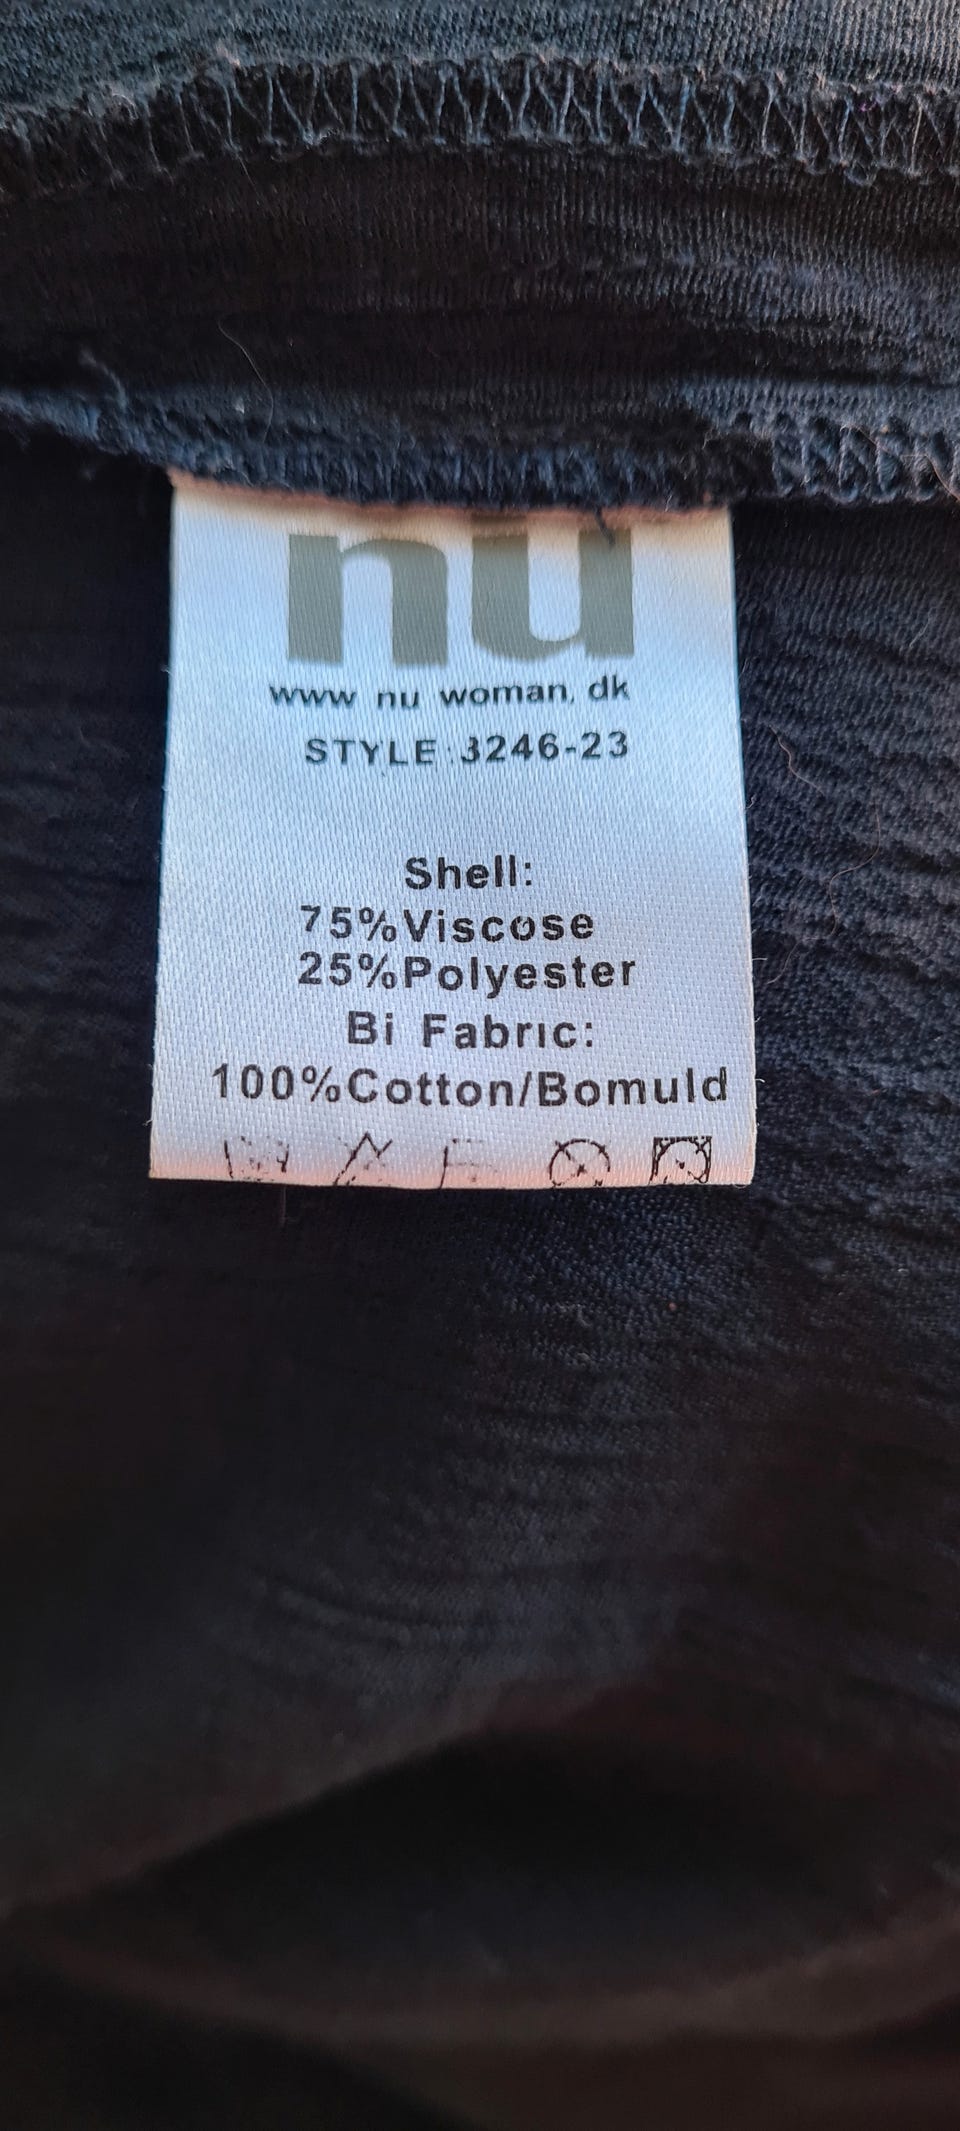 nu
www nu woman. dk
STYLE:3246-23
Shell:
75%Viscose
25%Polyester
Bi Fabric:
100%Cotton/Bomuld